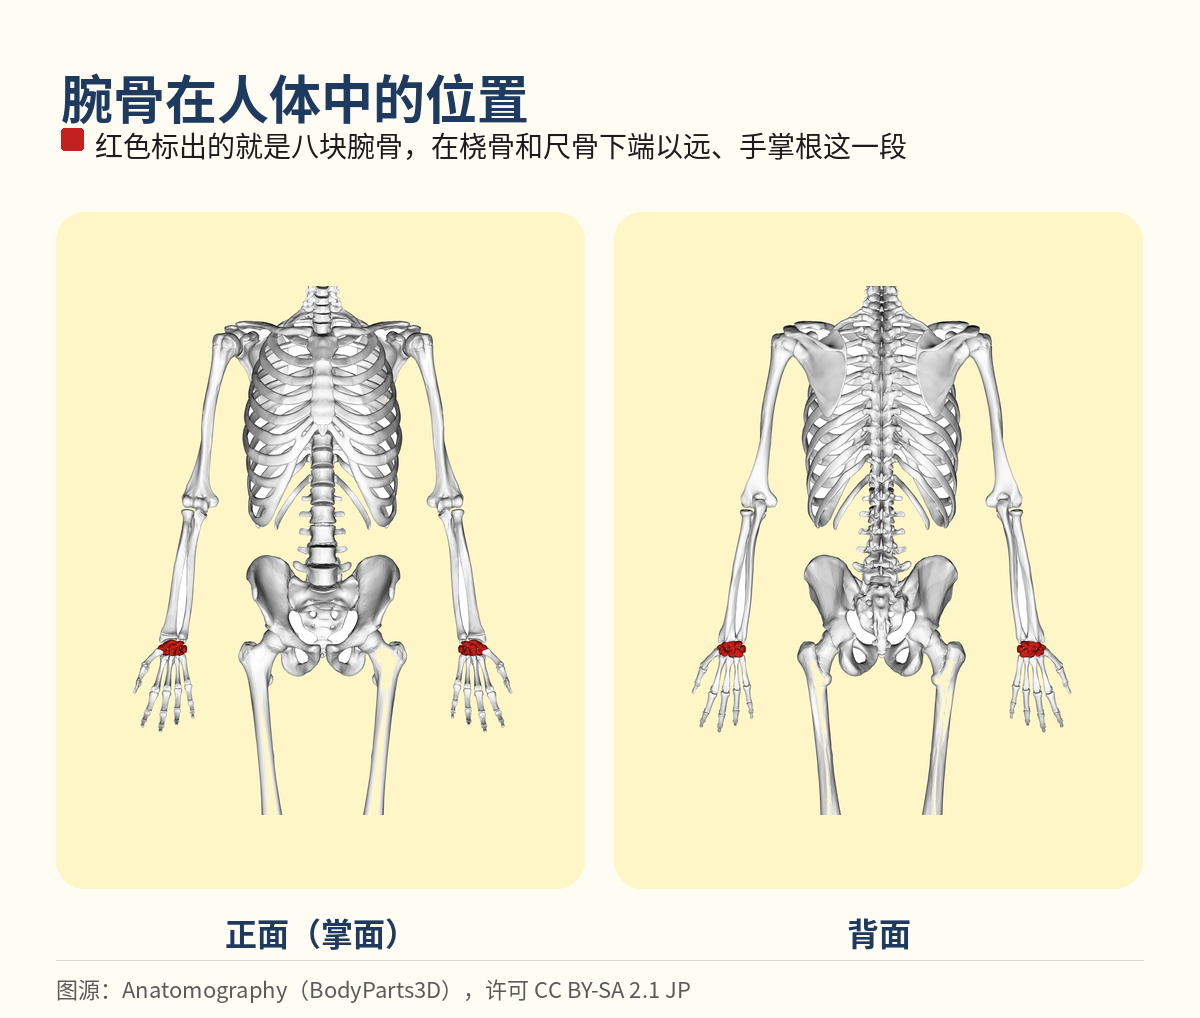 腕骨在人体中的位置
红色标出的就是八块腕骨，在桡骨和尺骨下端以远、手掌根这一段
正面（掌面）
背面
图源：Anatomography（BodyParts3D），许可 CC BY-SA 2.1 JP